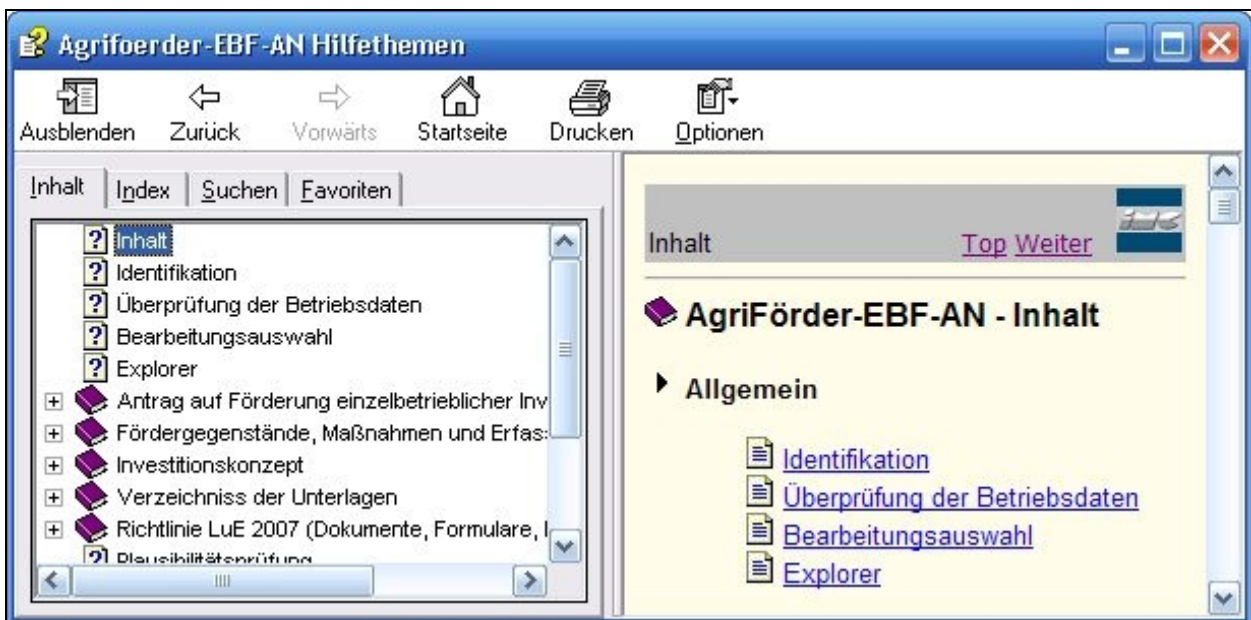 Agrifoerder-EBF-AN Hilfethemen
Ausblenden Zurück Vorwärts Startseite Drucken Optionen
Inhalt Index Suchen Favoriten
Inhalt
Identifikation
Überprüfung der Betriebsdaten
Bearbeitungsauswahl
Explorer
Antrag auf Förderung einzelbetrieblicher Inv
Fördergegenstände, Maßnahmen und Erfas
Investitionskonzept
Verzeichniss der Unterlagen
Richtlinie LuE 2007 (Dokumente, Formulare,
Plausibilitätsprüfung
Inhalt Top Weiter
AgriFörder-EBF-AN - Inhalt
Allgemein
Identifikation
Überprüfung der Betriebsdaten
Bearbeitungsauswahl
Explorer